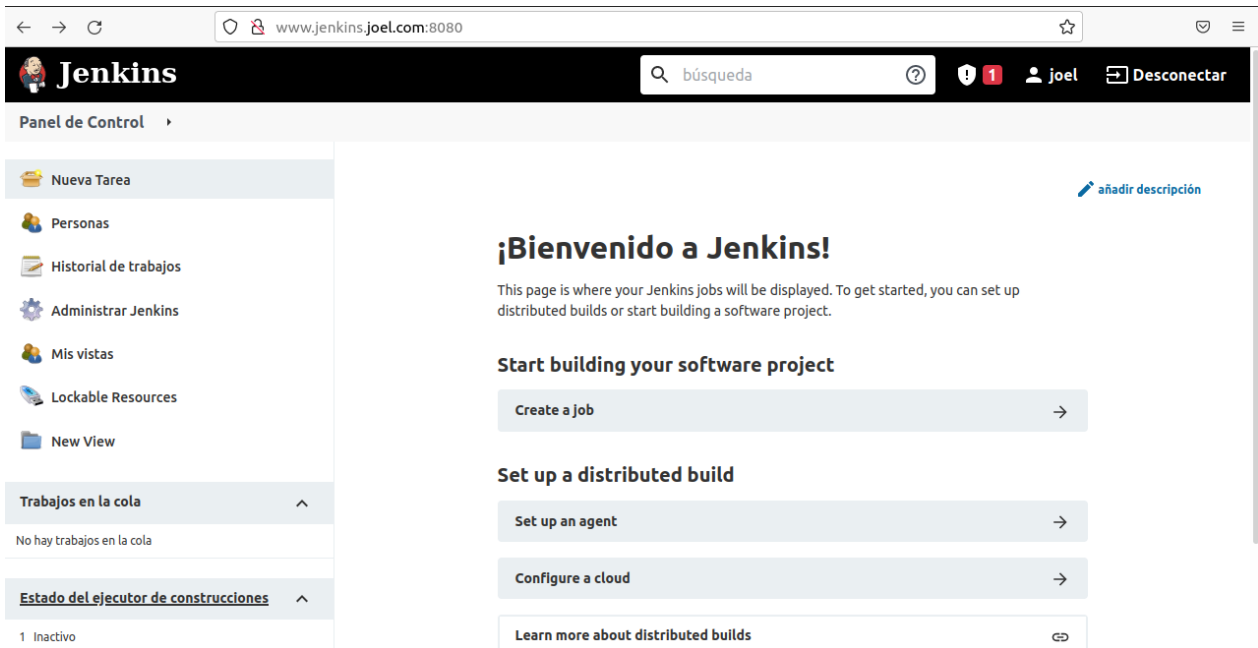 www.jenkins.joel.com:8080
Jenkins
búsqueda
1
joel
Desconectar
Panel de Control
Nueva Tarea
Personas
Historial de trabajos
Administrar Jenkins
Mis vistas
Lockable Resources
New View
Trabajos en la cola
No hay trabajos en la cola
Estado del ejecutor de construcciones
1 Inactivo
añadir descripción
¡Bienvenido a Jenkins!
This page is where your Jenkins jobs will be displayed. To get started, you can set up
distributed builds or start building a software project.
Start building your software project
Create a job
Set up a distributed build
Set up an agent
Configure a cloud
Learn more about distributed builds